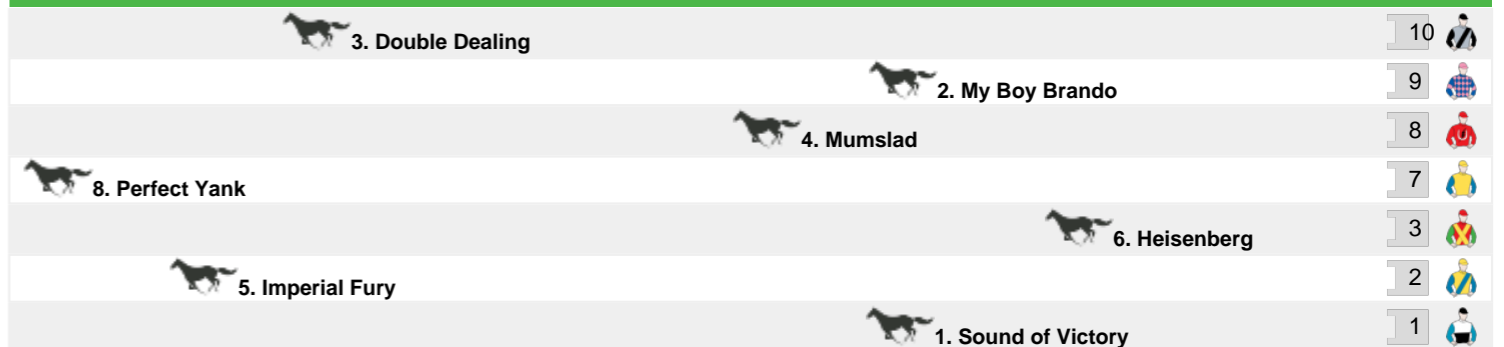 3. Double Dealing 10
2. My Boy Brando 9
4. Mumslad 8
8. Perfect Yank 7
6. Heisenberg 3
5. Imperial Fury 2
1. Sound of Victory 1